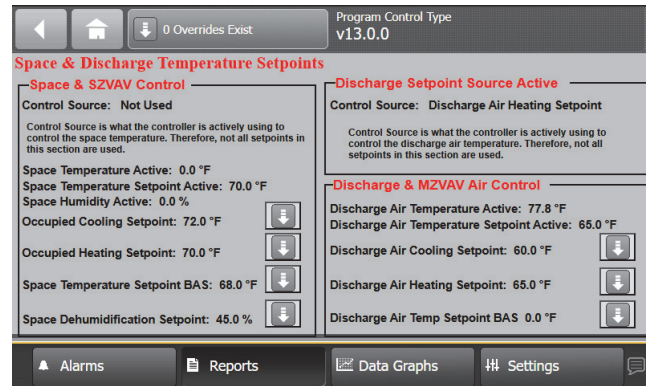 0 Overrides Exist
Program Control Type
v13.0.0
Space & Discharge Temperature Setpoints
Space & SZVAV Control
Control Source: Not Used
Control Source is what the controller is actively using to
control the space temperature. Therefore, not all setpoints in
this section are used.
Space Temperature Active: 0.0 °F
Space Temperature Setpoint Active: 70.0 °F
Space Humidity Active: 0.0 %
Occupied Cooling Setpoint: 72.0 °F
Occupied Heating Setpoint: 70.0 °F
Space Temperature Setpoint BAS: 68.0 °F
Space Dehumidification Setpoint: 45.0 %
Discharge Setpoint Source Active
Control Source: Discharge Air Heating Setpoint
Control Source is what the controller is actively using to
control the discharge air temperature. Therefore, not all
setpoints in this section are used.
Discharge & MZVAV Air Control
Discharge Air Temperature Active: 77.8 °F
Discharge Air Temperature Setpoint Active: 65.0 °F
Discharge Air Cooling Setpoint: 60.0 °F
Discharge Air Heating Setpoint: 65.0 °F
Discharge Air Temp Setpoint BAS 0.0 °F
Alarms
Reports
Data Graphs
Settings